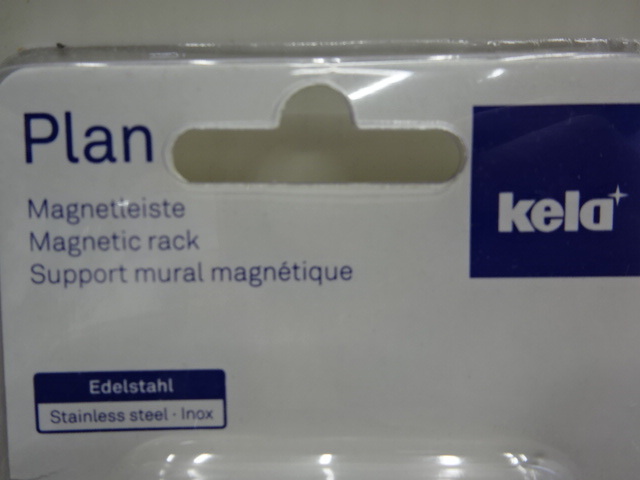 Plan
kela
Magnetleiste
Magnetic rack
Support mural magnétique
Edelstahl
Stainless steel · Inox